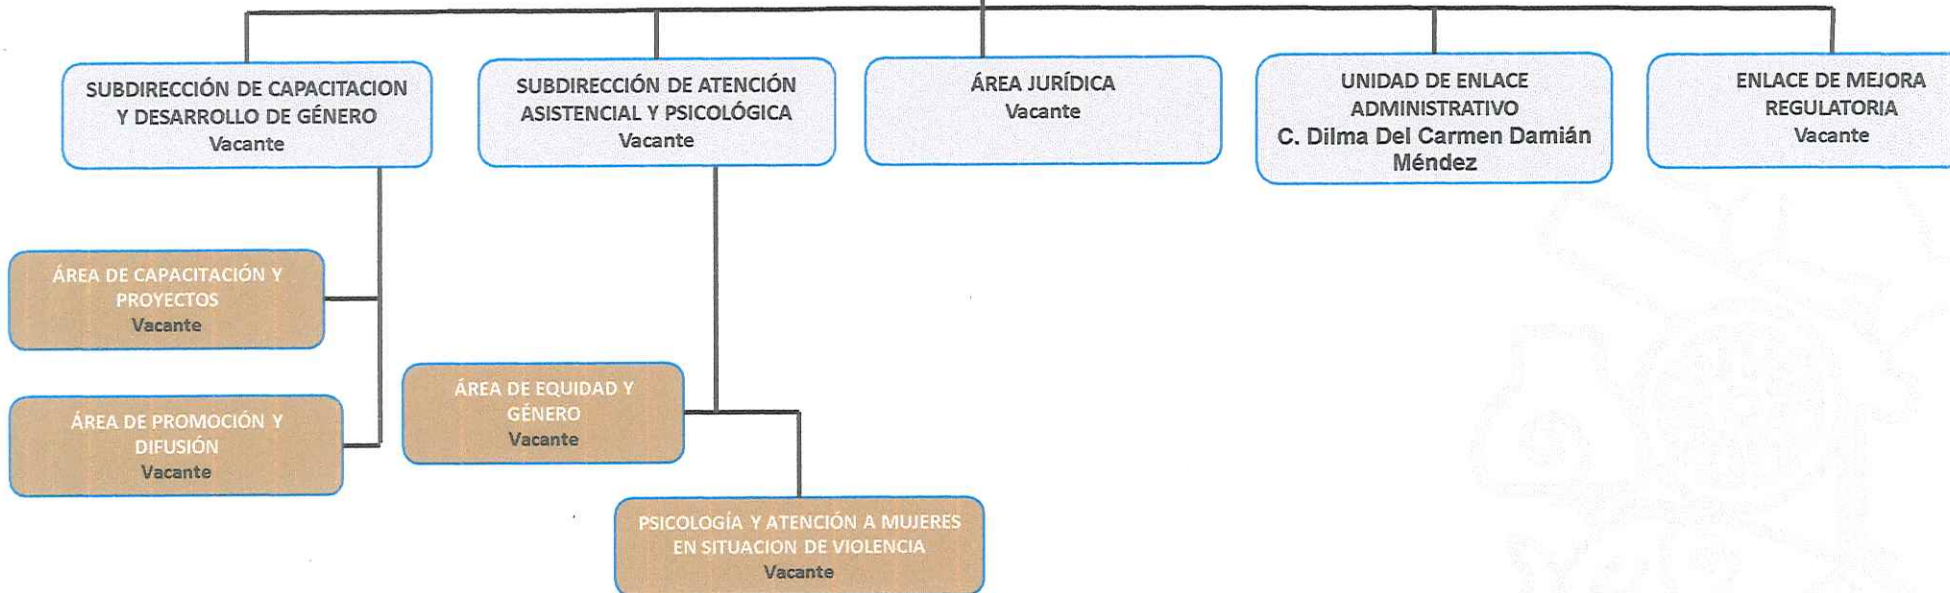 SUBDIRECCIÓN DE CAPACITACION
Y DESARROLLO DE GÉNERO
Vacante
SUBDIRECCIÓN DE ATENCIÓN
ASISTENCIAL Y PSICOLÓGICA
Vacante
ÁREA JURÍDICA
Vacante
UNIDAD DE ENLACE
ADMINISTRATIVO
C. Dilma Del Carmen Damián
Méndez
ENLACE DE MEJORA
REGULATORIA
Vacante
ÁREA DE CAPACITACIÓN Y
PROYECTOS
Vacante
ÁREA DE PROMOCIÓN Y
DIFUSIÓN
Vacante
ÁREA DE EQUIDAD Y
GÉNERO
Vacante
PSICOLOGÍA Y ATENCIÓN A MUJERES
EN SITUACION DE VIOLENCIA
Vacante